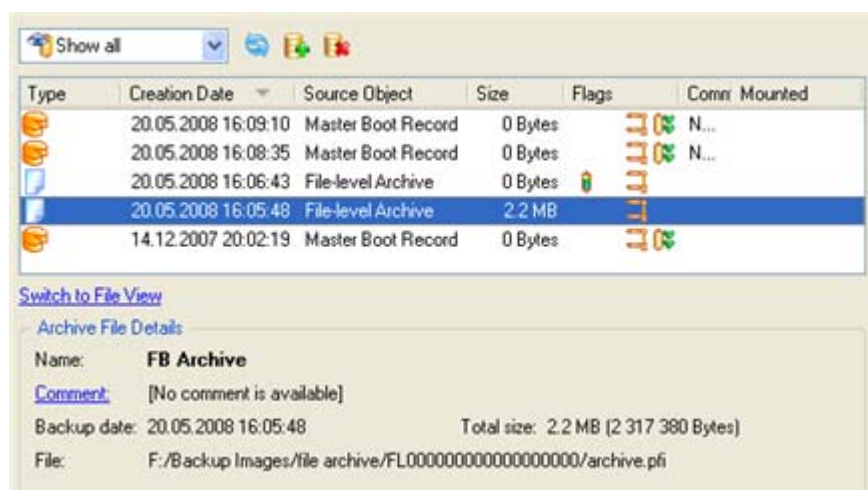 Show all
Type Creation Date Source Object Size Flags Comm Mounted
20.05.2008 16:09:10 Master Boot Record 0 Bytes N...
20.05.2008 16:08:35 Master Boot Record 0 Bytes N...
20.05.2008 16:06:43 File-level Archive 0 Bytes
20.05.2008 16:05:48 File-level Archive 2.2 MB
14.12.2007 20:02:19 Master Boot Record 0 Bytes
Switch to File View
Archive File Details
Name: FB Archive
Comment: [No comment is available]
Backup date: 20.05.2008 16:05:48 Total size: 2.2 MB (2 317 380 Bytes)
File: F:/Backup Images/file archive/FL000000000000000000/archive.pfi